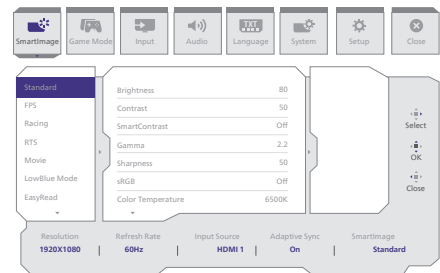 SmartImage Game Mode Input Audio Language System Setup Close
TXT
Standard
FPS
Racing
RTS
Movie
LowBlue Mode
EasyRead
Brightness 80
Contrast 50
SmartContrast Off
Gamma 2.2
Sharpness 50
sRGB Off
Color Temperature 6500K
Select
OK
Close
Resolution Refresh Rate Input Source Adaptive Sync SmartImage
1920X1080 | 60Hz | HDMI 1 | On | Standard